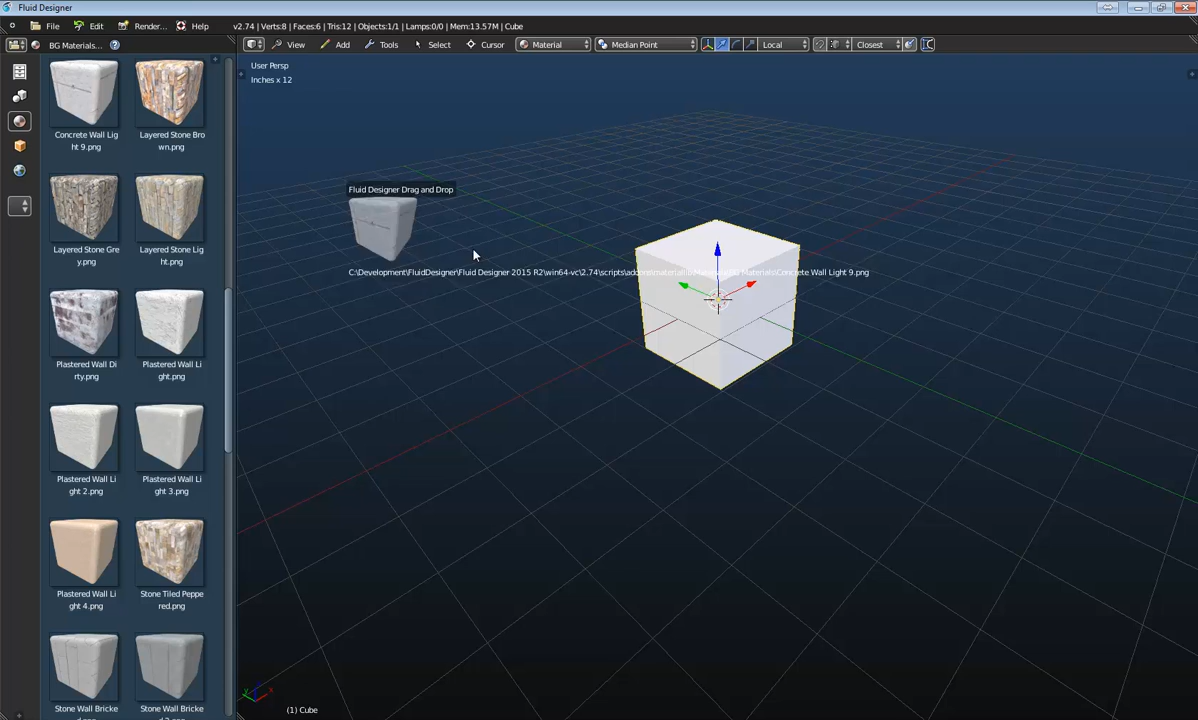 Fluid Designer
File
Edit
Render...
Help
v2.74 | Verts:8 | Faces:6 | Tris:12 | Objects:1/1 | Lamps:0/0 | Mem:13.57M | Cube
BG Materials...
View
Add
Tools
Select
Cursor
Material
Median Point
Local
Closest
User Persp
Inches x 12
Concrete Wall Lig
ht 9.png
Layered Stone Bro
wn.png
Fluid Designer Drag and Drop
Layered Stone Gre
y.png
Layered Stone Lig
ht.png
C:\Development\FluidDesigner\Fluid Designer 2015 R2\win64-vc\2.74\scripts\addons\
Materials\Concrete Wall Light 9.png
Plastered Wall Di
rty.png
Plastered Wall Li
ght.png
Plastered Wall Li
ght 2.png
Plastered Wall Li
ght 3.png
Plastered Wall Li
ght 4.png
Stone Tiled Peppe
red.png
Stone Wall Bricke
Stone Wall Bricke
(1) Cube